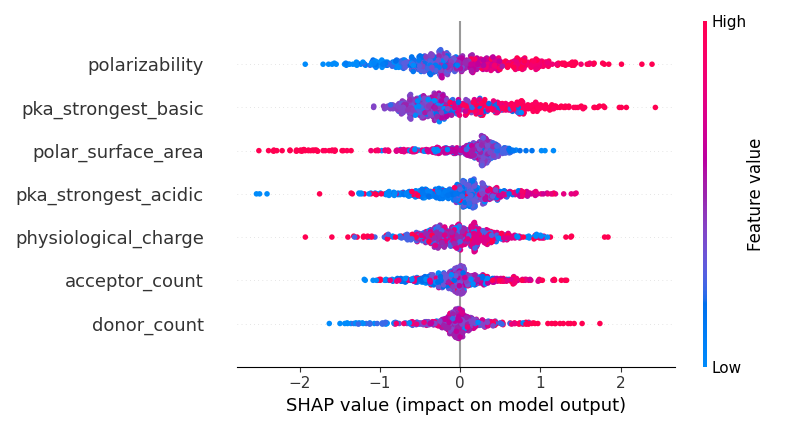 High
polarizability
pka_strongest_basic
polar_surface_area
pka_strongest_acidic
physiological_charge
acceptor_count
donor_count
Feature value
Low
−2 −1 0 1 2
SHAP value (impact on model output)